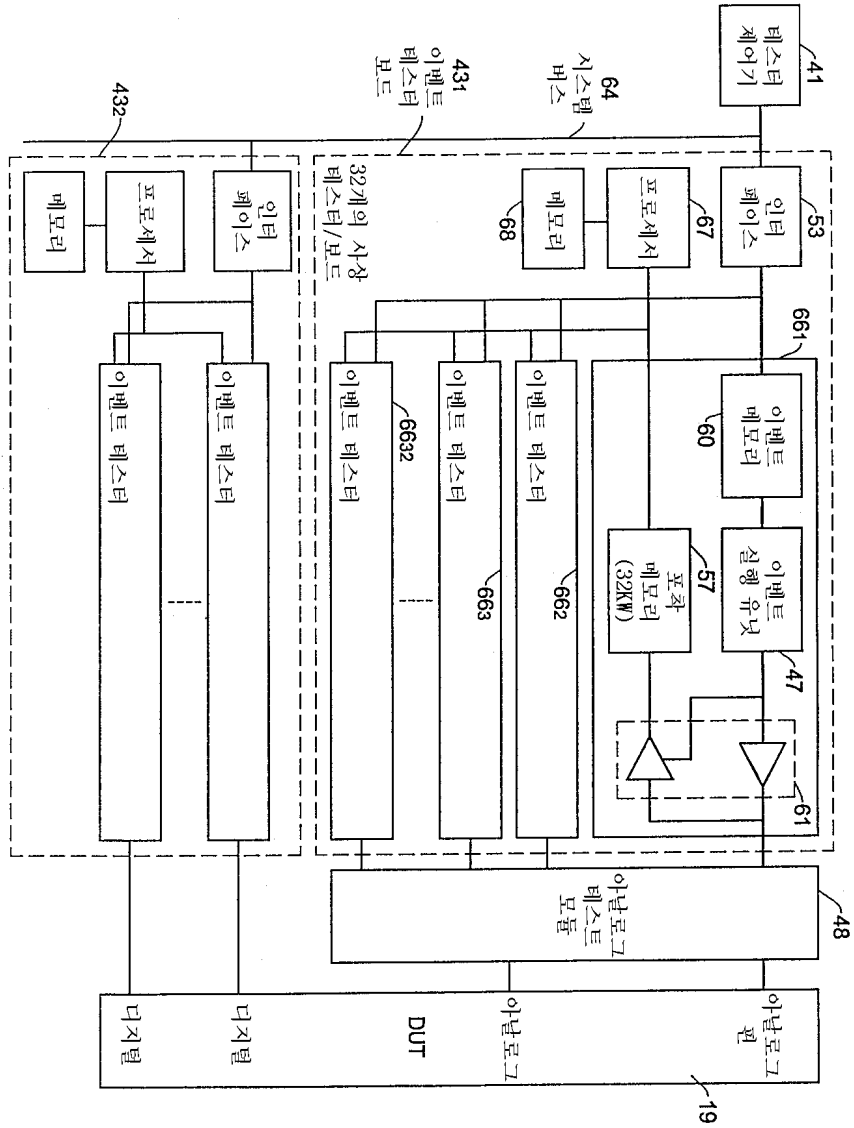 41
테스터
제어기
64
시스템
버스
43₁
이벤트
테스터
보드
43₂
53
인터
페이스
67
프로세서
68
메모리
32개의 사상
테스터/보드
66₁
60
이벤트
메모리
이벤트
실행 유닛
47
57
포착
메모리
(32KW)
61
66₂
이벤트 테스터
66₃
이벤트 테스터
66₃₂
이벤트 테스터
인터
페이스
프로세서
메모리
이벤트 테스터
이벤트 테스터
48
아날로그
테스트
모듈
아날로그
핀
아날로그
DUT
디지털
디지털
19